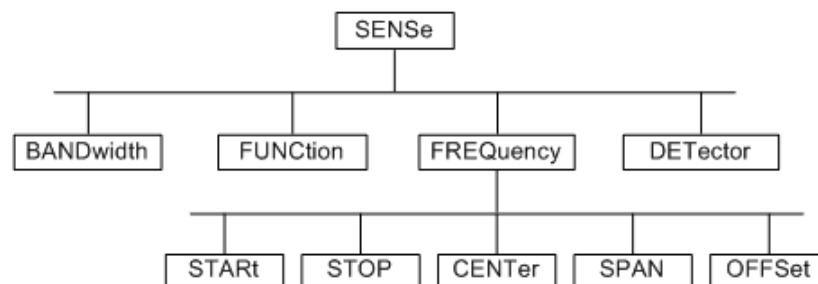 SENSe
BANDwidth FUNCtion FREQuency DETector
STARt STOP CENTer SPAN OFFSet